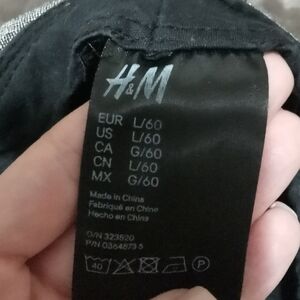 H&M
EUR L/60
US L/60
CA G/60
CN L/60
MX G/60
Made in China
Fabriqué en Chine
Hecho en China
O/N 323520
P/N 0364873 5
40
P